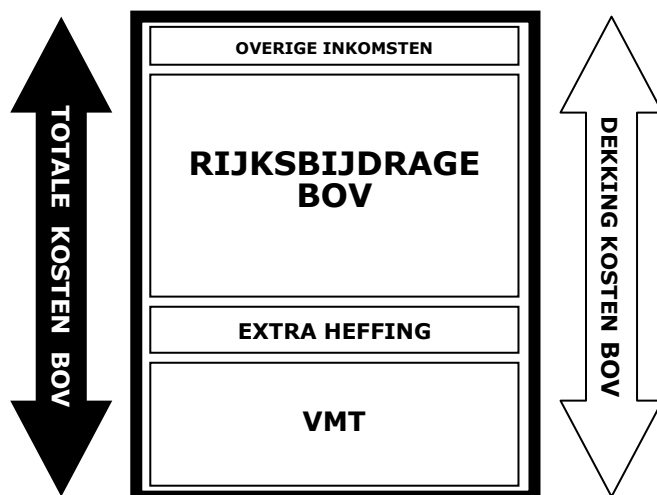 TOTALE KOSTEN BOV
OVERIGE INKOMSTEN
RIJKSBIJDRAGE
BOV
EXTRA HEFFING
VMT
DEKKING KOSTEN BOV